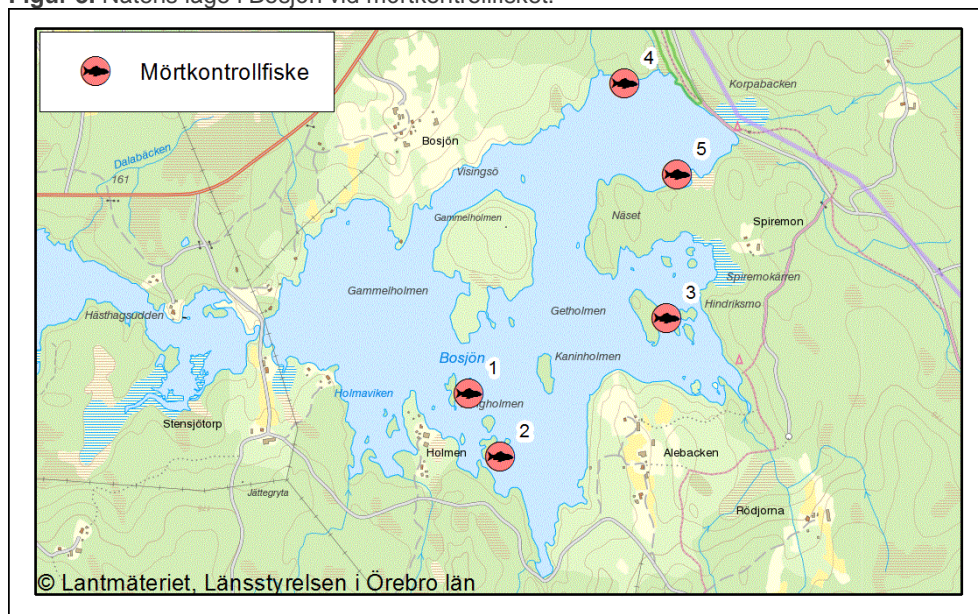 Mörtkontrollfiske
4
Korpabacken
Bosjön
Dalabäcken
161
5
Visingsö
Gammelholmen
Näset
Spiremon
Spiremokärren
Gammelholmen
Getholmen
3
Hindriksmo
Hästhagsudden
Bosjön
Kaninholmen
1
Holmaviken
Stensjötorp
2
Holmen
Alebacken
Jättegryta
Rödjorna
© Lantmäteriet, Länsstyrelsen i Örebro län